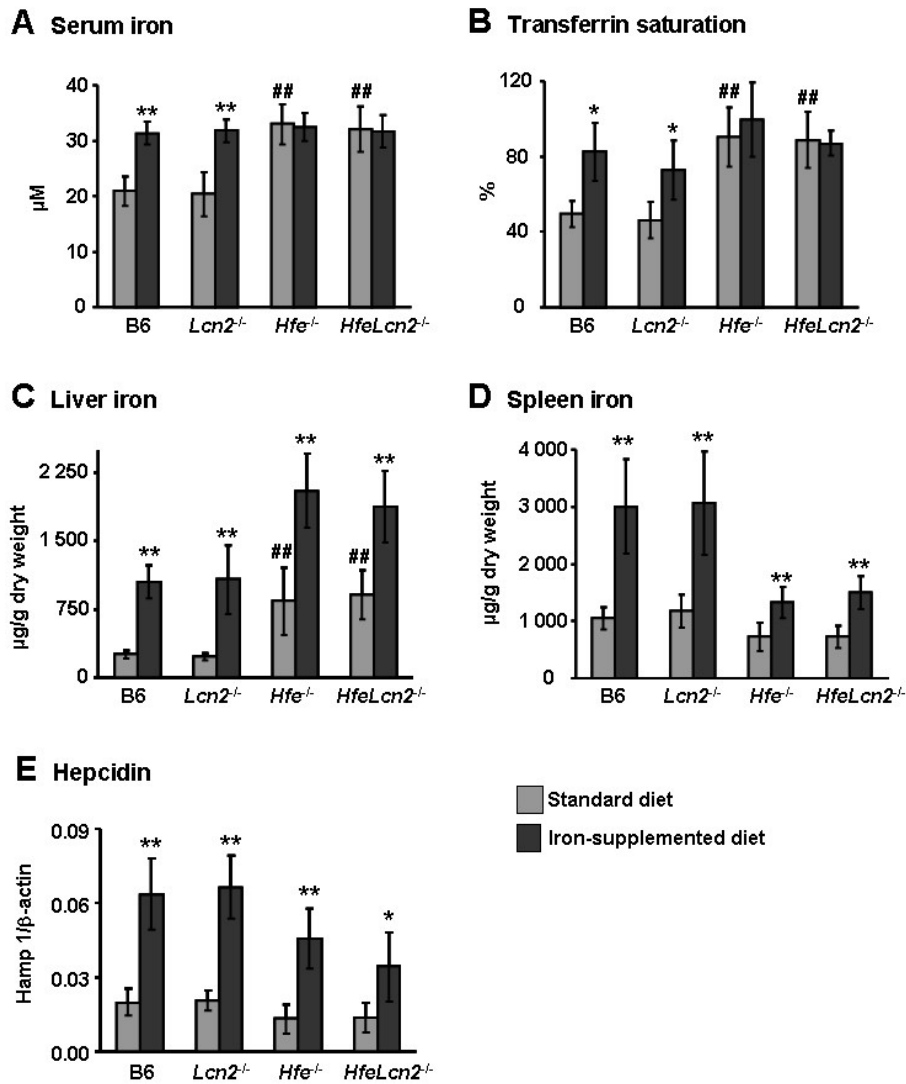 A Serum iron
## ##
** **
40
30
20
10
0
µM
B6 Lcn2-/- Hfe-/- HfeLcn2-/-
B Transferrin saturation
## ##
* *
120
80
40
0
%
B6 Lcn2-/- Hfe-/- HfeLcn2-/-
C Liver iron
** ** ** **
## ##
2 250
1 500
750
0
µg/g dry weight
B6 Lcn2-/- Hfe-/- HfeLcn2-/-
D Spleen iron
** ** ** **
4 000
3 000
2 000
1 000
0
µg/g dry weight
B6 Lcn2-/- Hfe-/- HfeLcn2-/-
E Hepcidin
** ** ** *
0.09
0.06
0.03
0.00
Hamp 1/β-actin
B6 Lcn2-/- Hfe-/- HfeLcn2-/-
Standard diet
Iron-supplemented diet